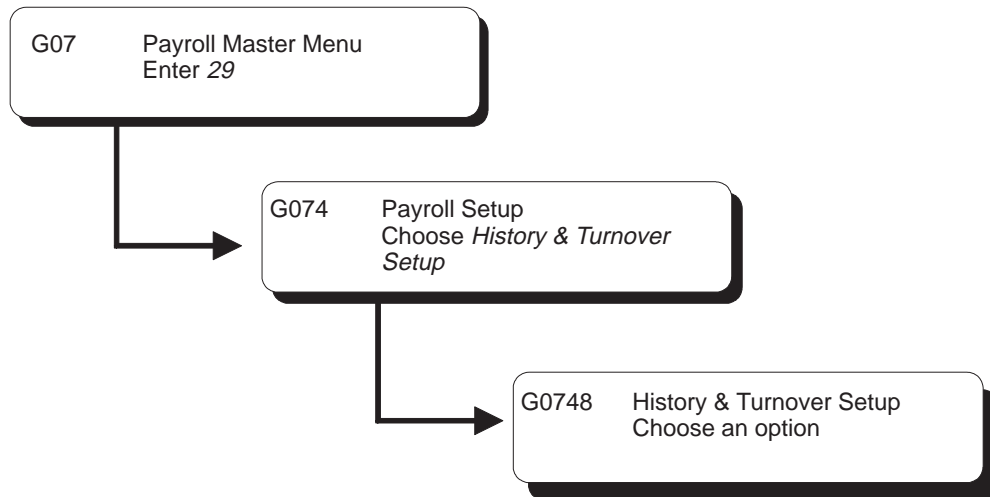 G07 Payroll Master Menu
Enter 29
G074 Payroll Setup
Choose History & Turnover
Setup
G0748 History & Turnover Setup
Choose an option